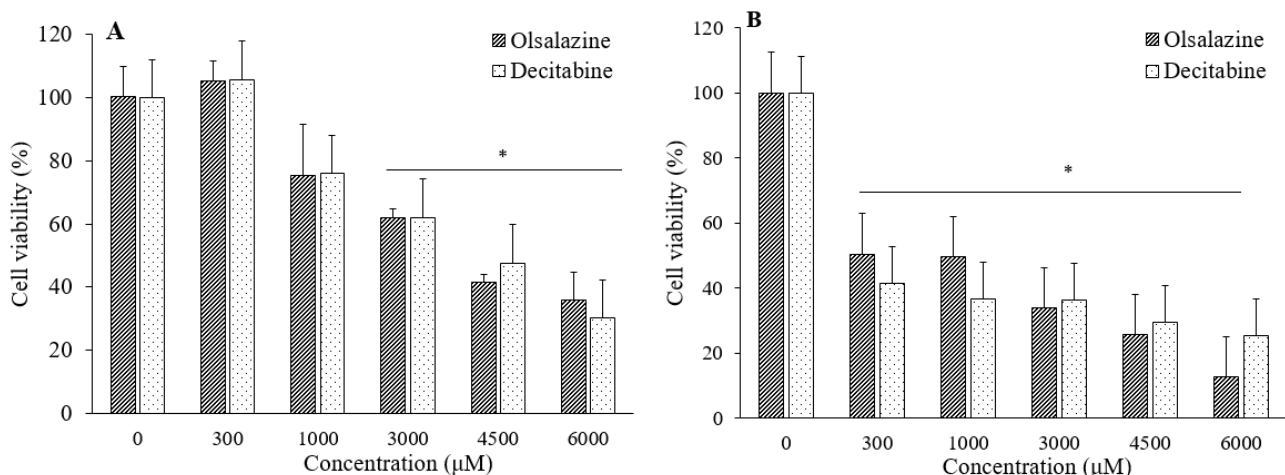 A
Olsalazine
Decitabine
Cell viability (%)
120
100
80
60
40
20
0
*
0 300 1000 3000 4500 6000
Concentration (µM)
B
Olsalazine
Decitabine
Cell viability (%)
120
100
80
60
40
20
0
*
0 300 1000 3000 4500 6000
Concentration (µM)